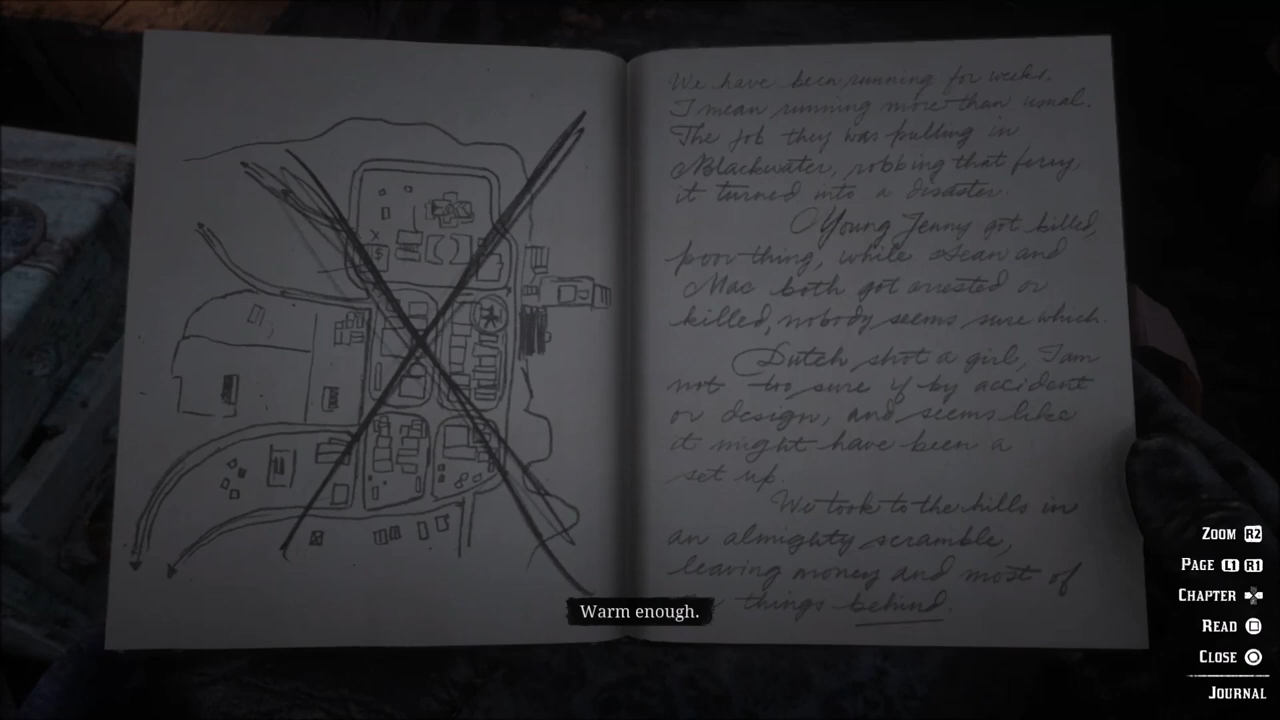 We have been running for weeks.
I mean running more than usual.
The job they was pulling in
Blackwater, robbing that ferry,
it turned into a disaster.
Young Jenny got killed,
poor thing, while Sean and
Mac both got arrested or
killed, nobody seems sure which.
Dutch shot a girl, I am
not too sure if by accident
or design, and seems like
it might have been a
set up.
We took to the hills in
an almighty scramble,
leaving money and most of
things behind.
Warm enough.
ZOOM R2
PAGE L1 R1
CHAPTER
READ
CLOSE
JOURNAL